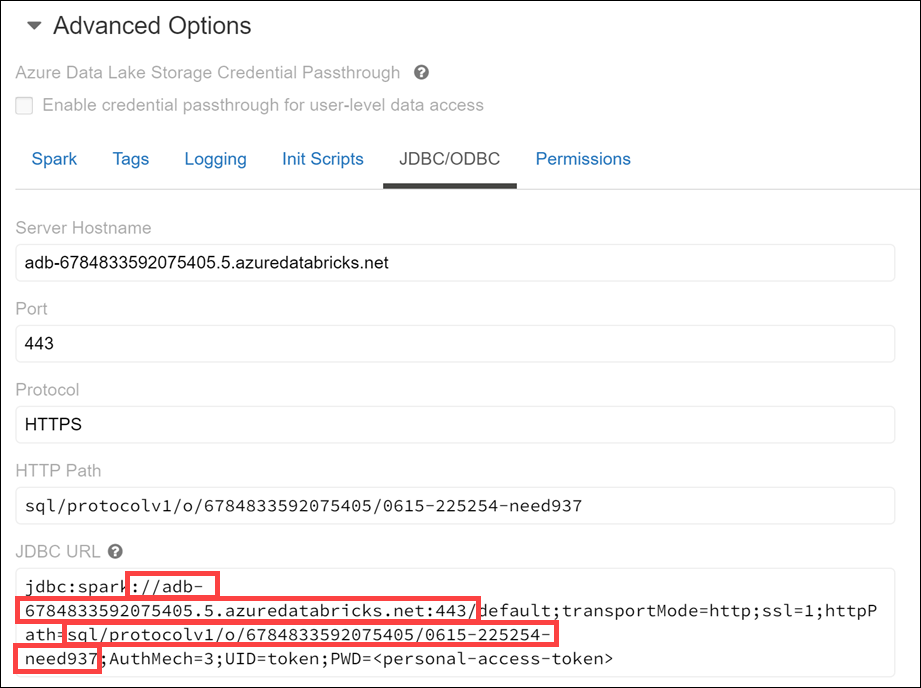 Advanced Options
Azure Data Lake Storage Credential Passthrough ?
Enable credential passthrough for user-level data access
Spark Tags Logging Init Scripts JDBC/ODBC Permissions
Server Hostname
adb-6784833592075405.5.azuredatabricks.net
Port
443
Protocol
HTTPS
HTTP Path
sql/protocolv1/o/6784833592075405/0615-225254-need937
JDBC URL ?
jdbc:spark://adb-
6784833592075405.5.azuredatabricks.net:443/default;transportMode=http;ssl=1;httpP
ath=sql/protocolv1/o/6784833592075405/0615-225254-
need937;AuthMech=3;UID=token;PWD=<personal-access-token>